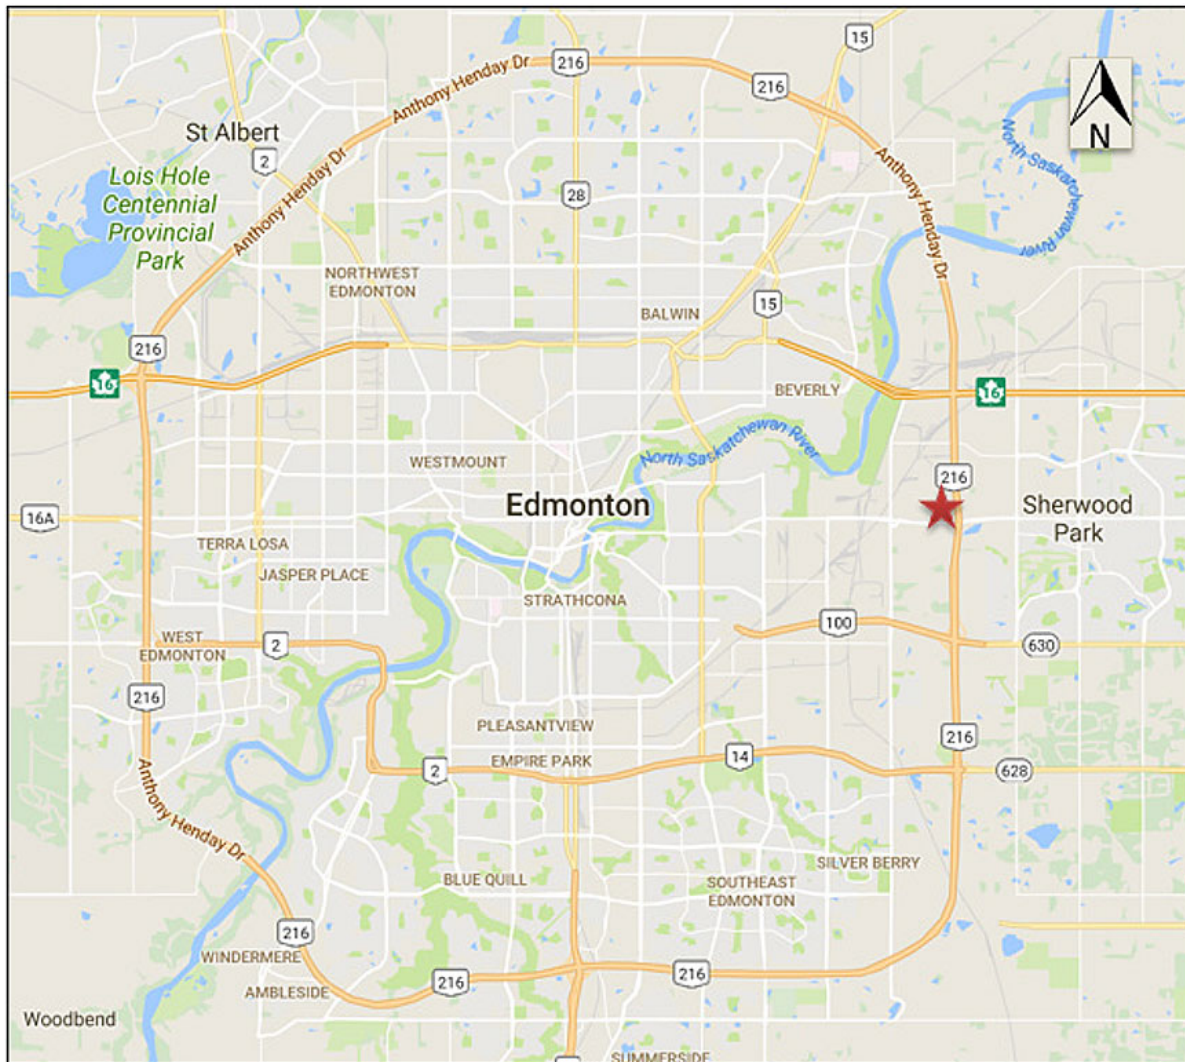 15
216
Anthony Henday Dr
216
N
St Albert
2
Anthony Henday Dr
Anthony Henday Dr
North Saskatchewan River
Lois Hole
Centennial
Provincial
Park
28
NORTHWEST
EDMONTON
15
BALWIN
216
16
BEVERLY
16
North Saskatchewan River
WESTMOUNT
216
Edmonton
Sherwood
Park
16A
TERRA LOSA
JASPER PLACE
STRATHCONA
100
WEST
EDMONTON
2
630
216
PLEASANTVIEW
216
EMPIRE PARK
14
2
628
Anthony Henday Dr
SILVER BERRY
BLUE QUILL
SOUTHEAST
EDMONTON
216
WINDERMERE
216
216
AMBLESIDE
Woodbend
SUMMERSIDE